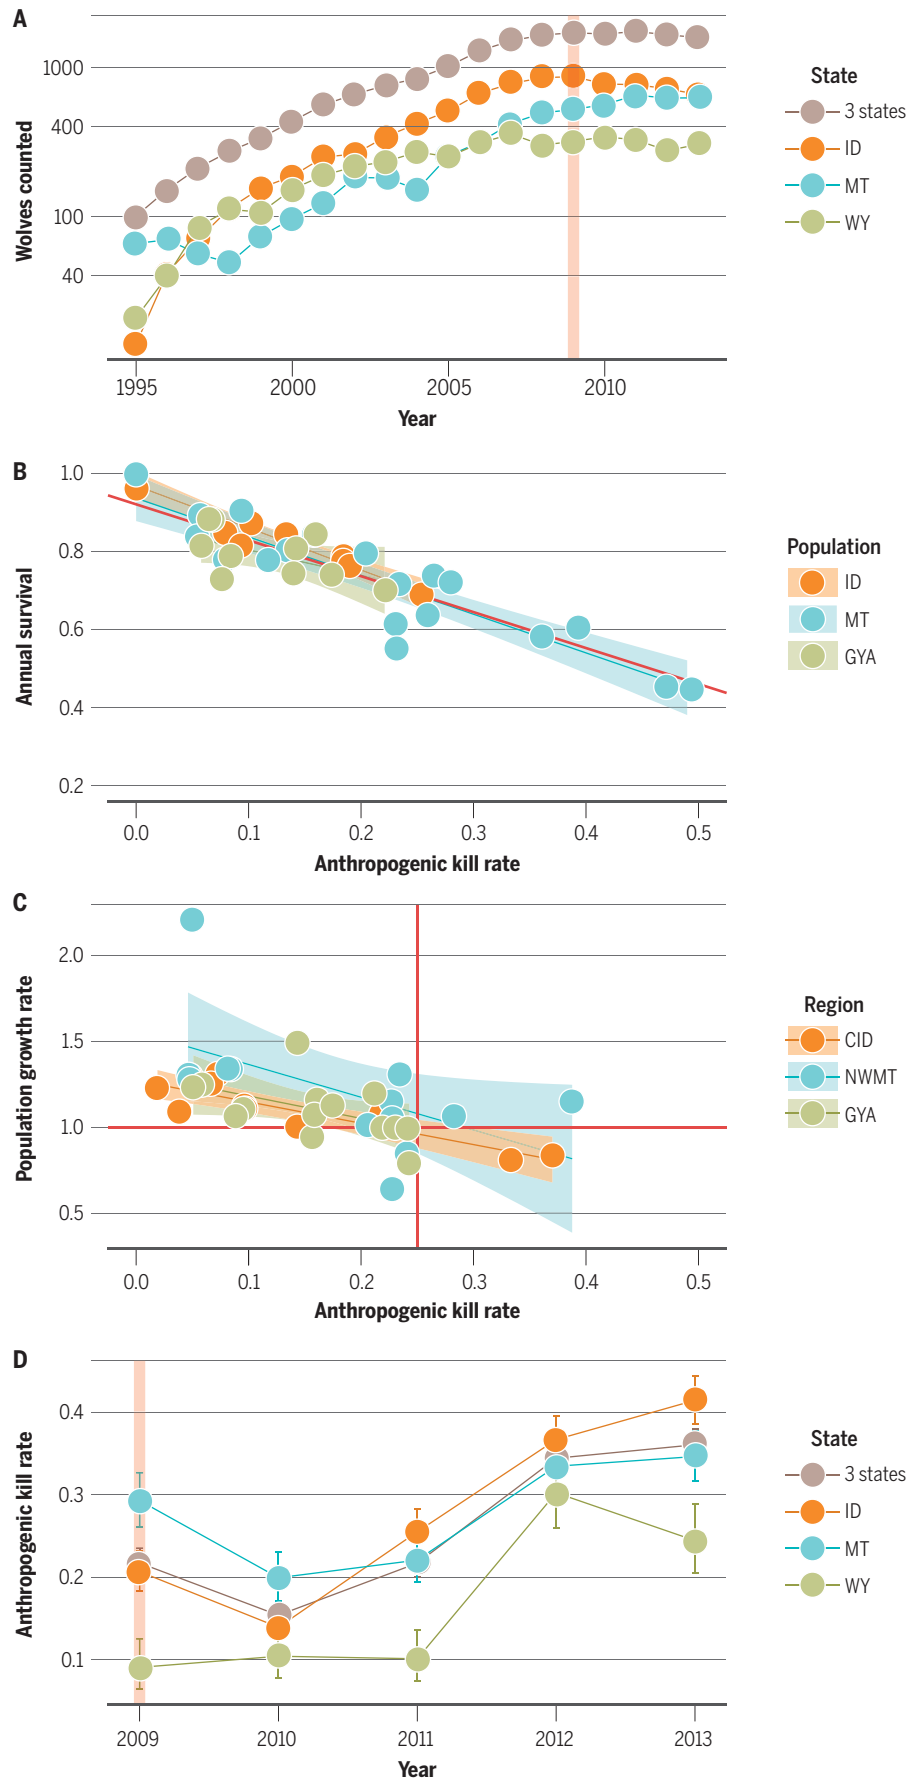 A
Wolves counted
1000
400
100
40
1995 2000 2005 2010
Year
State
3 states
ID
MT
WY
B
Annual survival
1.0
0.8
0.6
0.4
0.2
0.0 0.1 0.2 0.3 0.4 0.5
Anthropogenic kill rate
Population
ID
MT
GYA
C
Population growth rate
2.0
1.5
1.0
0.5
0.0 0.1 0.2 0.3 0.4 0.5
Anthropogenic kill rate
Region
CID
NWMT
GYA
D
Anthropogenic kill rate
0.4
0.3
0.2
0.1
2009 2010 2011 2012 2013
Year
State
3 states
ID
MT
WY